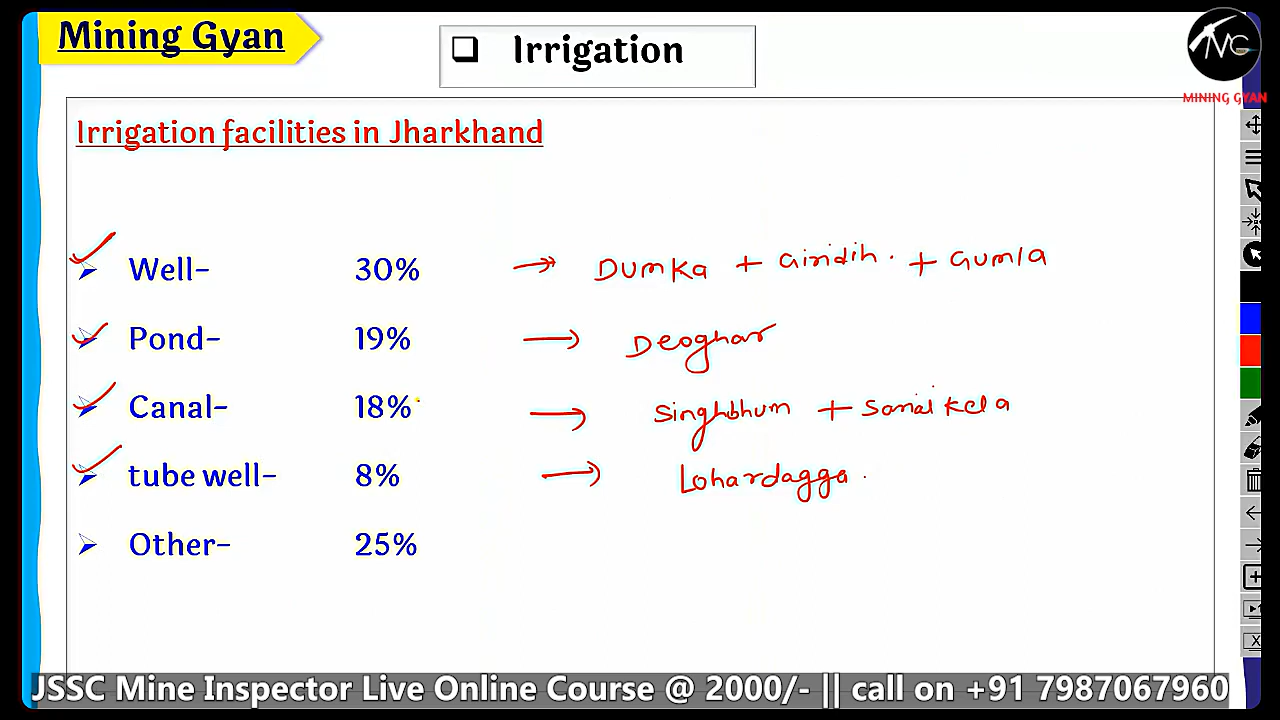 Mining Gyan
❑ Irrigation
MINING GYAN
Irrigation facilities in Jharkhand
➢ Well- 30% → Dumka + Giridih. + Gumla
➢ Pond- 19% → Deoghar
➢ Canal- 18% → Singhbhum + Saraikela
➢ tube well- 8% → Lohardagga.
➢ Other- 25%
JSSC Mine Inspector Live Online Course @ 2000/- || call on +91 7987067960